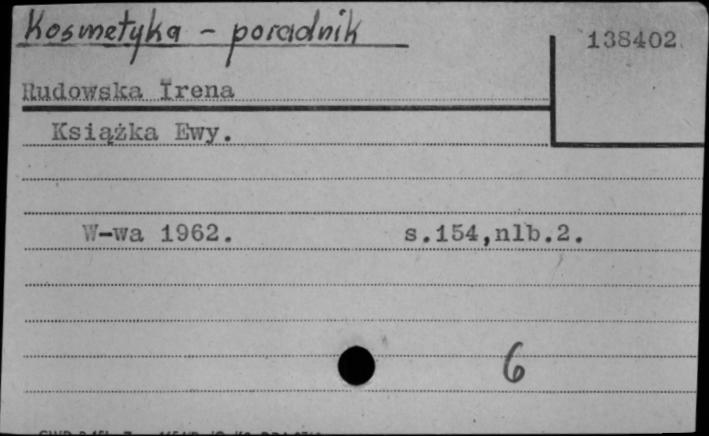 Kosmetyka - poradnik
138402
Rudowska Irena
Książka Ewy.
W-wa 1962. s.154,nlb.2.
6